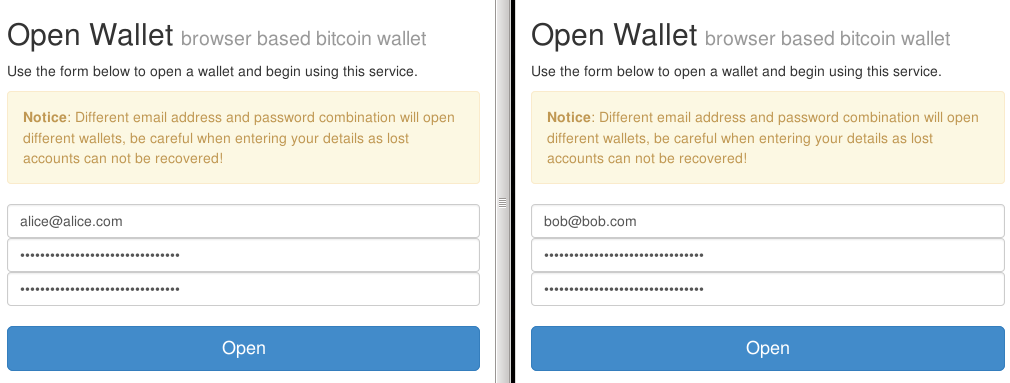 Open Wallet browser based bitcoin wallet
Use the form below to open a wallet and begin using this service.
Notice: Different email address and password combination will open
different wallets, be careful when entering your details as lost
accounts can not be recovered!
alice@alice.com
••••••••••••••••••••••••••••••••
••••••••••••••••••••••••••••••••
Open
Open Wallet browser based bitcoin wallet
Use the form below to open a wallet and begin using this service.
Notice: Different email address and password combination will open
different wallets, be careful when entering your details as lost
accounts can not be recovered!
bob@bob.com
••••••••••••••••••••••••••••••••
••••••••••••••••••••••••••••••••
Open